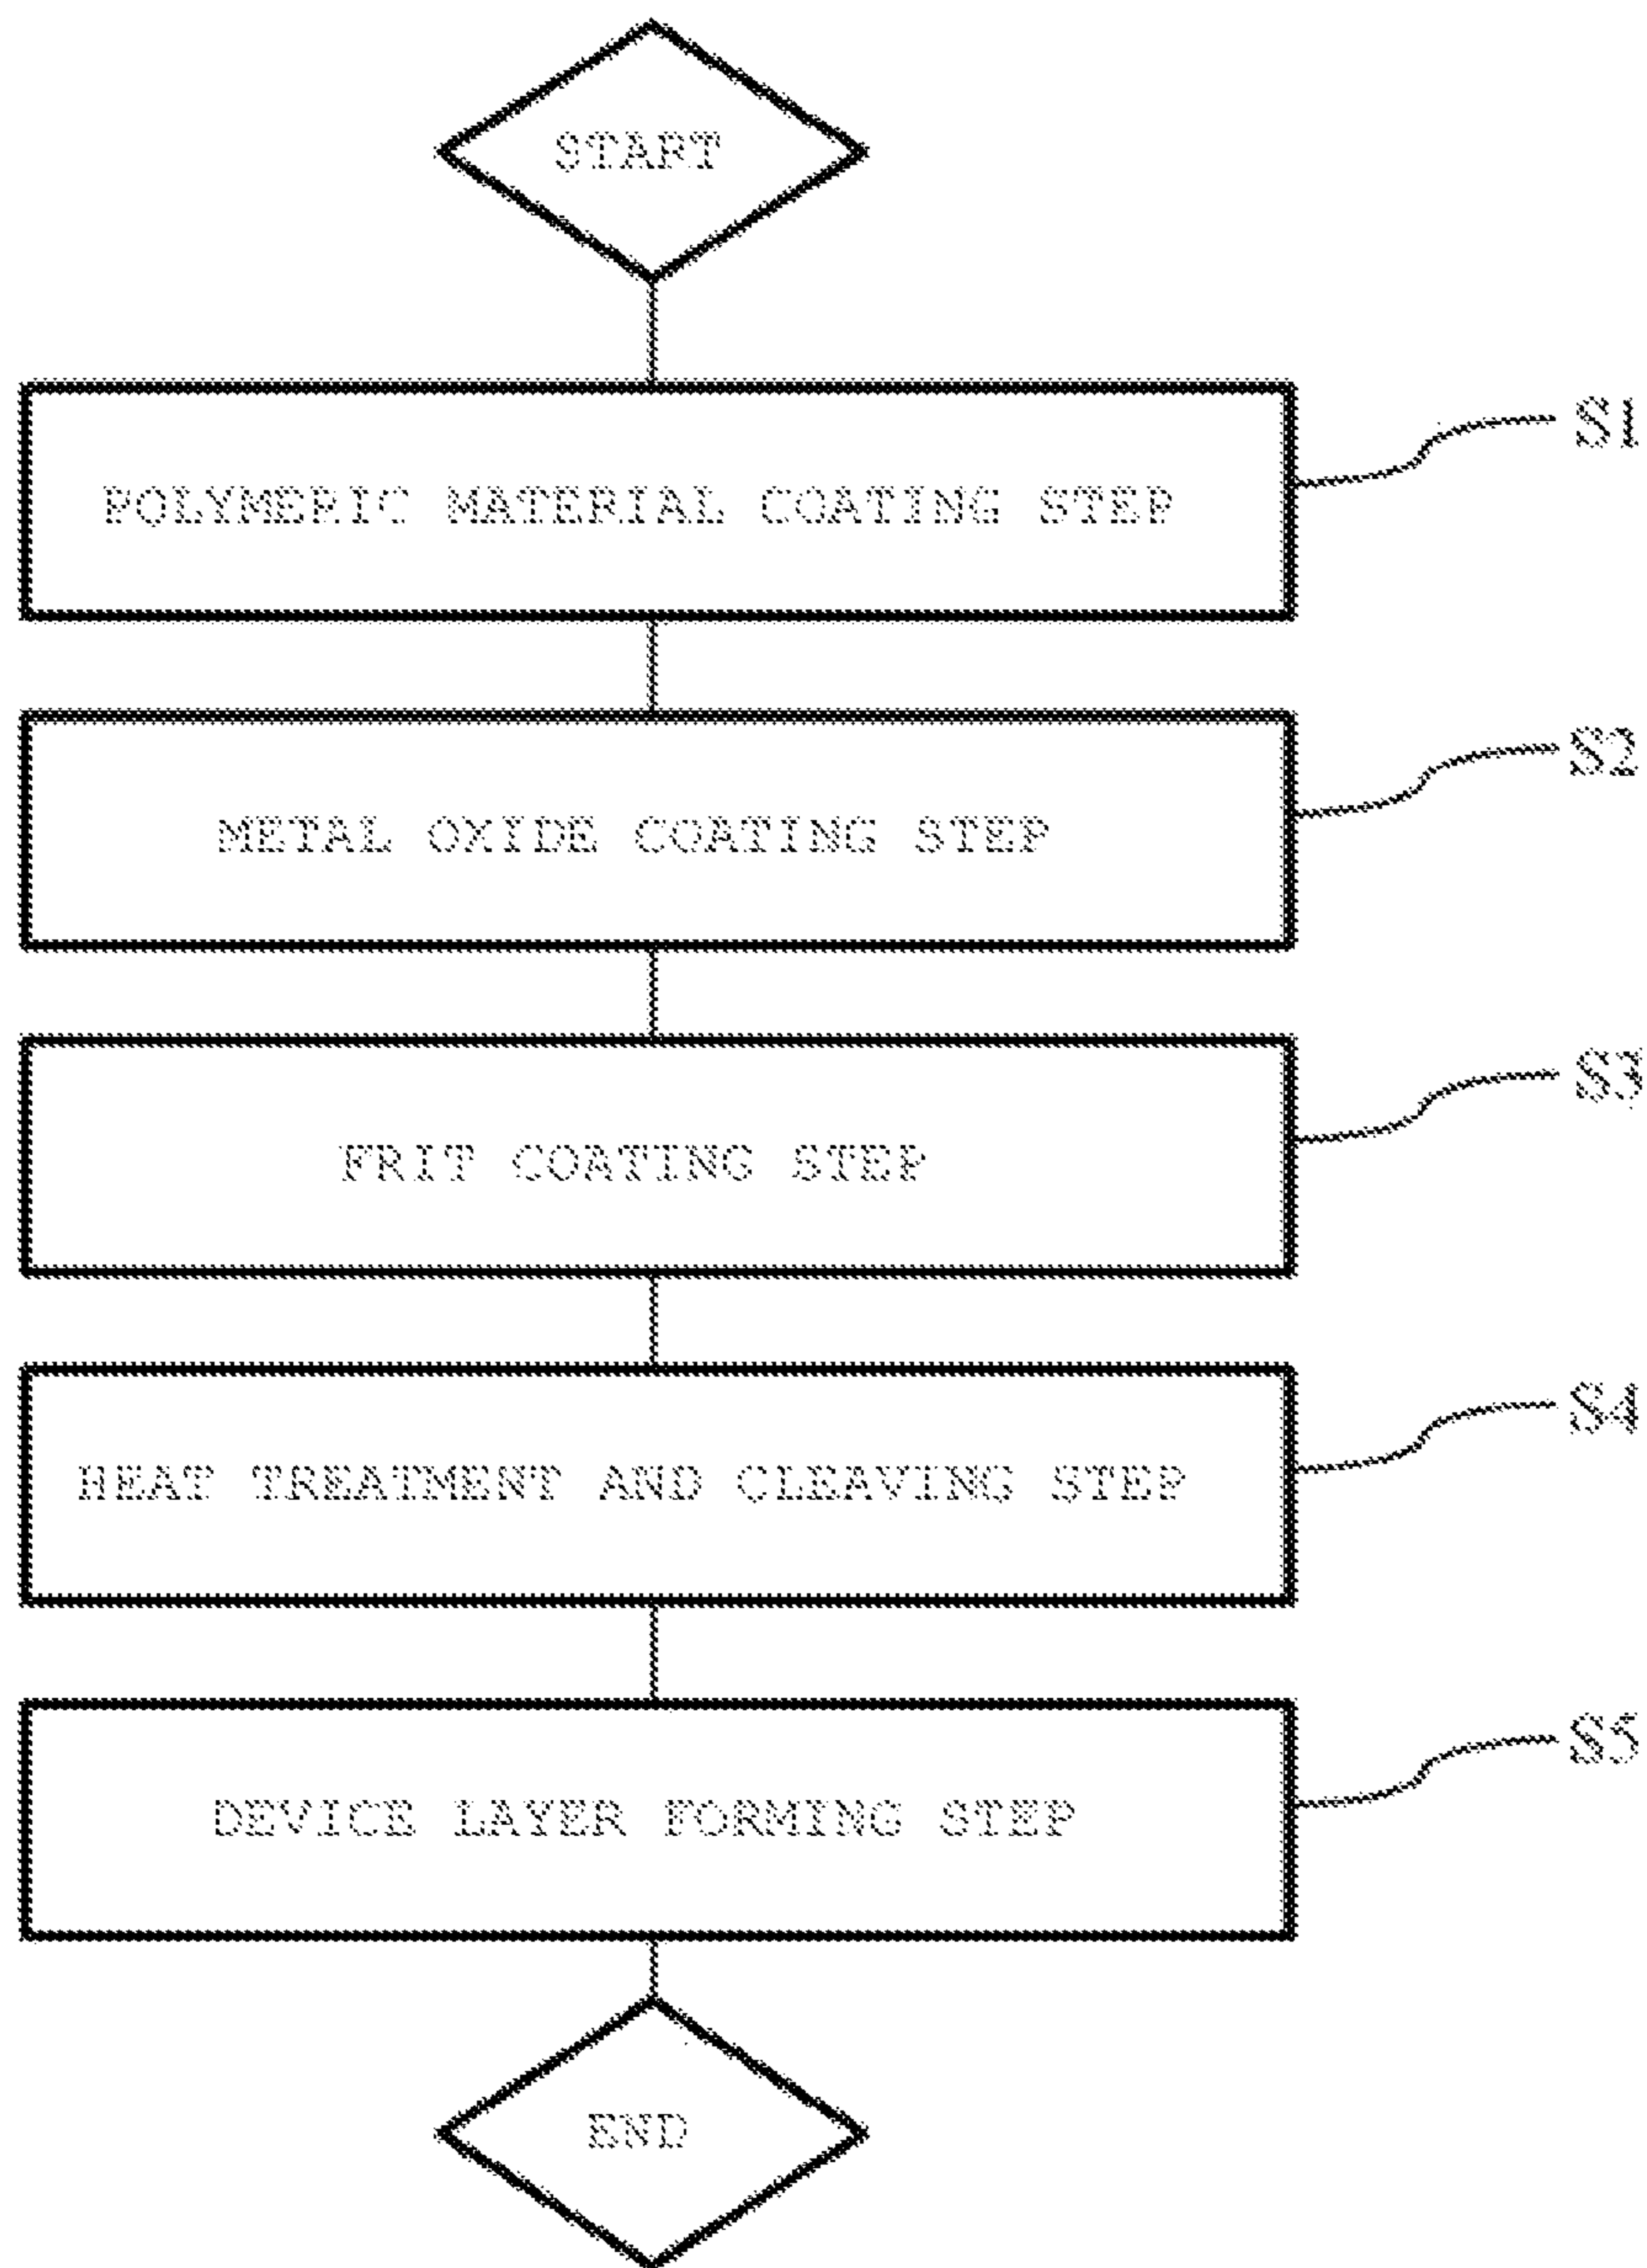 START
POLYMERIC MATERIAL COATING STEP
S1
METAL OXIDE COATING STEP
S2
FRIT COATING STEP
S3
HEAT TREATMENT AND CLEAVING STEP
S4
DEVICE LAYER FORMING STEP
S5
END